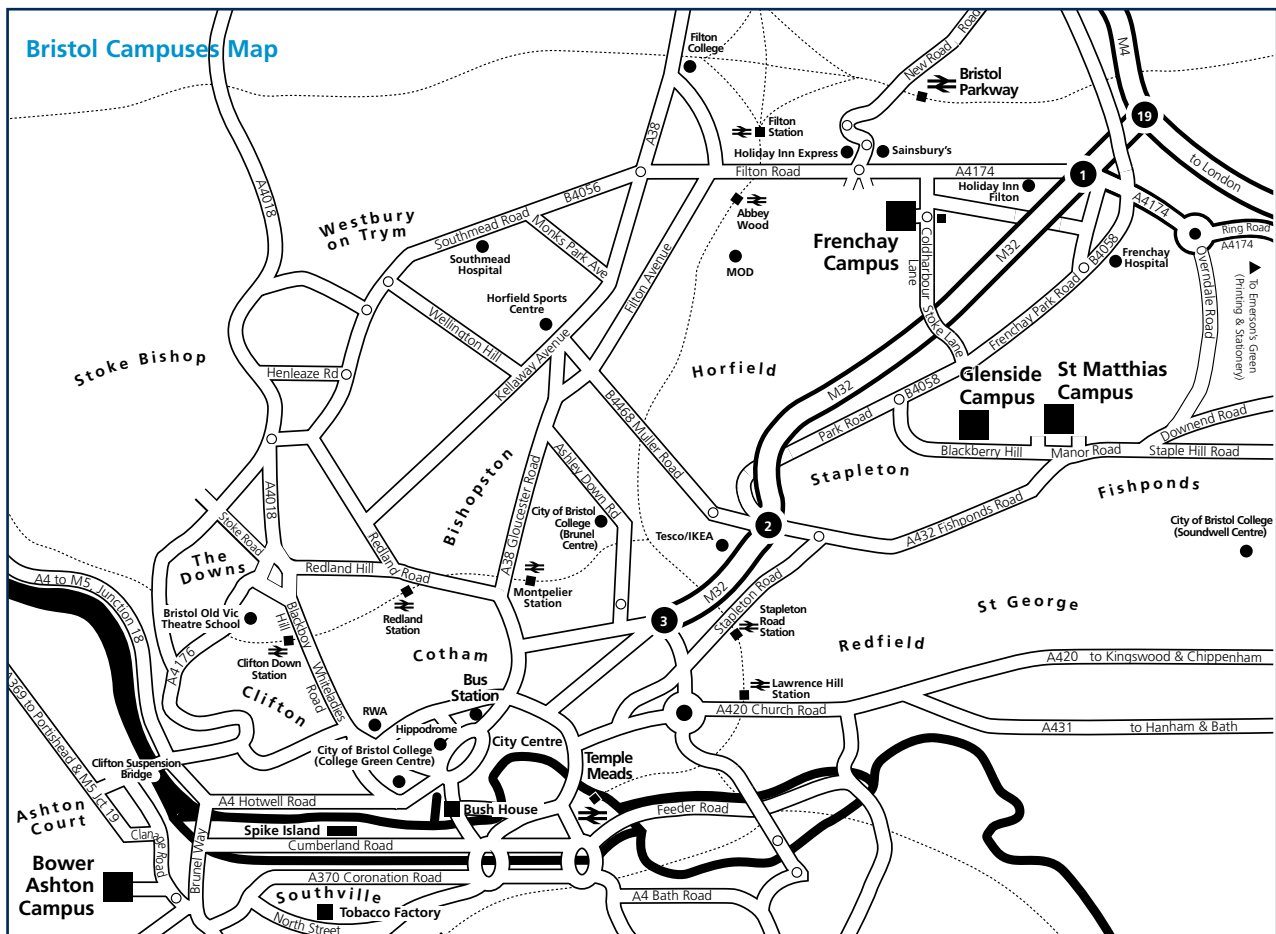 Bristol Campuses Map
Filton
College
New Road
Road
M4
Bristol
Parkway
19
A38
Filton
Station
Holiday Inn Express
Sainsbury's
to London
A4018
B4056
Filton Road
A4174
1
Holiday Inn
Filton
A4174
Westbury
on Trym
Southmead Road
Monks Park Ave
Abbey
Wood
Frenchay
Campus
Coldharbour
Lane
M32
B4058
Ring Road
A4174
Southmead
Hospital
Filton Avenue
MOD
Frenchay
Hospital
Overndale Road
To Emerson's Green
(Printing & Stationery)
Horfield Sports
Centre
Wellington Hill
Stoke Lane
Frenchay Park Road
Stoke Bishop
Henleaze Rd
Kellaway Avenue
Horfield
Glenside
Campus
St Matthias
Campus
M32
B4058
B4468 Muller Road
Park Road
Downend Road
Blackberry Hill
Manor Road
Staple Hill Road
Bishopston
Ashley Down Rd
Stapleton
Fishponds
A4018
A38 Gloucester Road
City of Bristol
College
(Brunel
Centre)
Stoke Road
Tesco/IKEA
2
A432 Fishponds Road
City of Bristol College
(Soundwell Centre)
The
Downs
Redland Hill
Redland Road
A4 to M5, Junction 18
Montpelier
Station
M32
Stapleton Road
Bristol Old Vic
Theatre School
Blackboy
Hill
Redland
Station
3
Stapleton
Road
Station
St George
Redfield
A4176
Clifton Down
Station
Whiteladies
Road
Cotham
A420
to Kingswood & Chippenham
Clifton
Bus
Station
Lawrence Hill
Station
A369 to Portishead & M5 Jct 19
RWA
Hippodrome
A420 Church Road
A431
to Hanham & Bath
City of Bristol College
(College Green Centre)
City Centre
Temple
Meads
Clifton Suspension
Bridge
Ashton
Court
A4 Hotwell Road
Bush House
Feeder Road
Spike Island
Clanage
Road
Cumberland Road
Brunel Way
Bower
Ashton
Campus
A370 Coronation Road
Southville
A4 Bath Road
Tobacco Factory
North Street